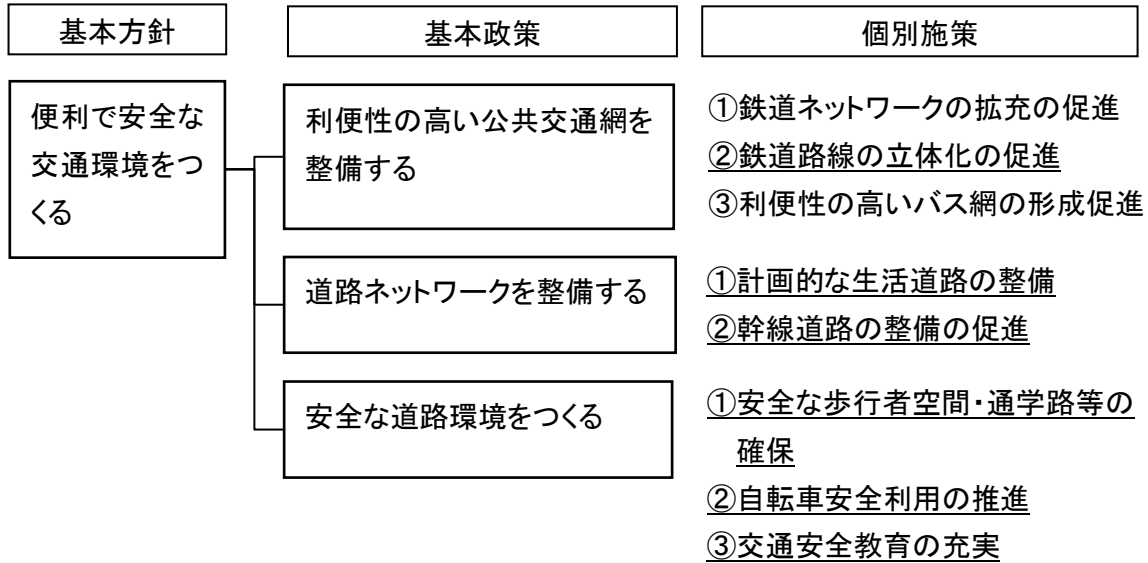 基本方針
基本政策
個別施策
便利で安全な
交通環境をつ
くる
利便性の高い公共交通網を
整備する
①鉄道ネットワークの拡充の促進
②鉄道路線の立体化の促進
③利便性の高いバス網の形成促進
道路ネットワークを整備する
①計画的な生活道路の整備
②幹線道路の整備の促進
安全な道路環境をつくる
①安全な歩行者空間・通学路等の
確保
②自転車安全利用の推進
③交通安全教育の充実